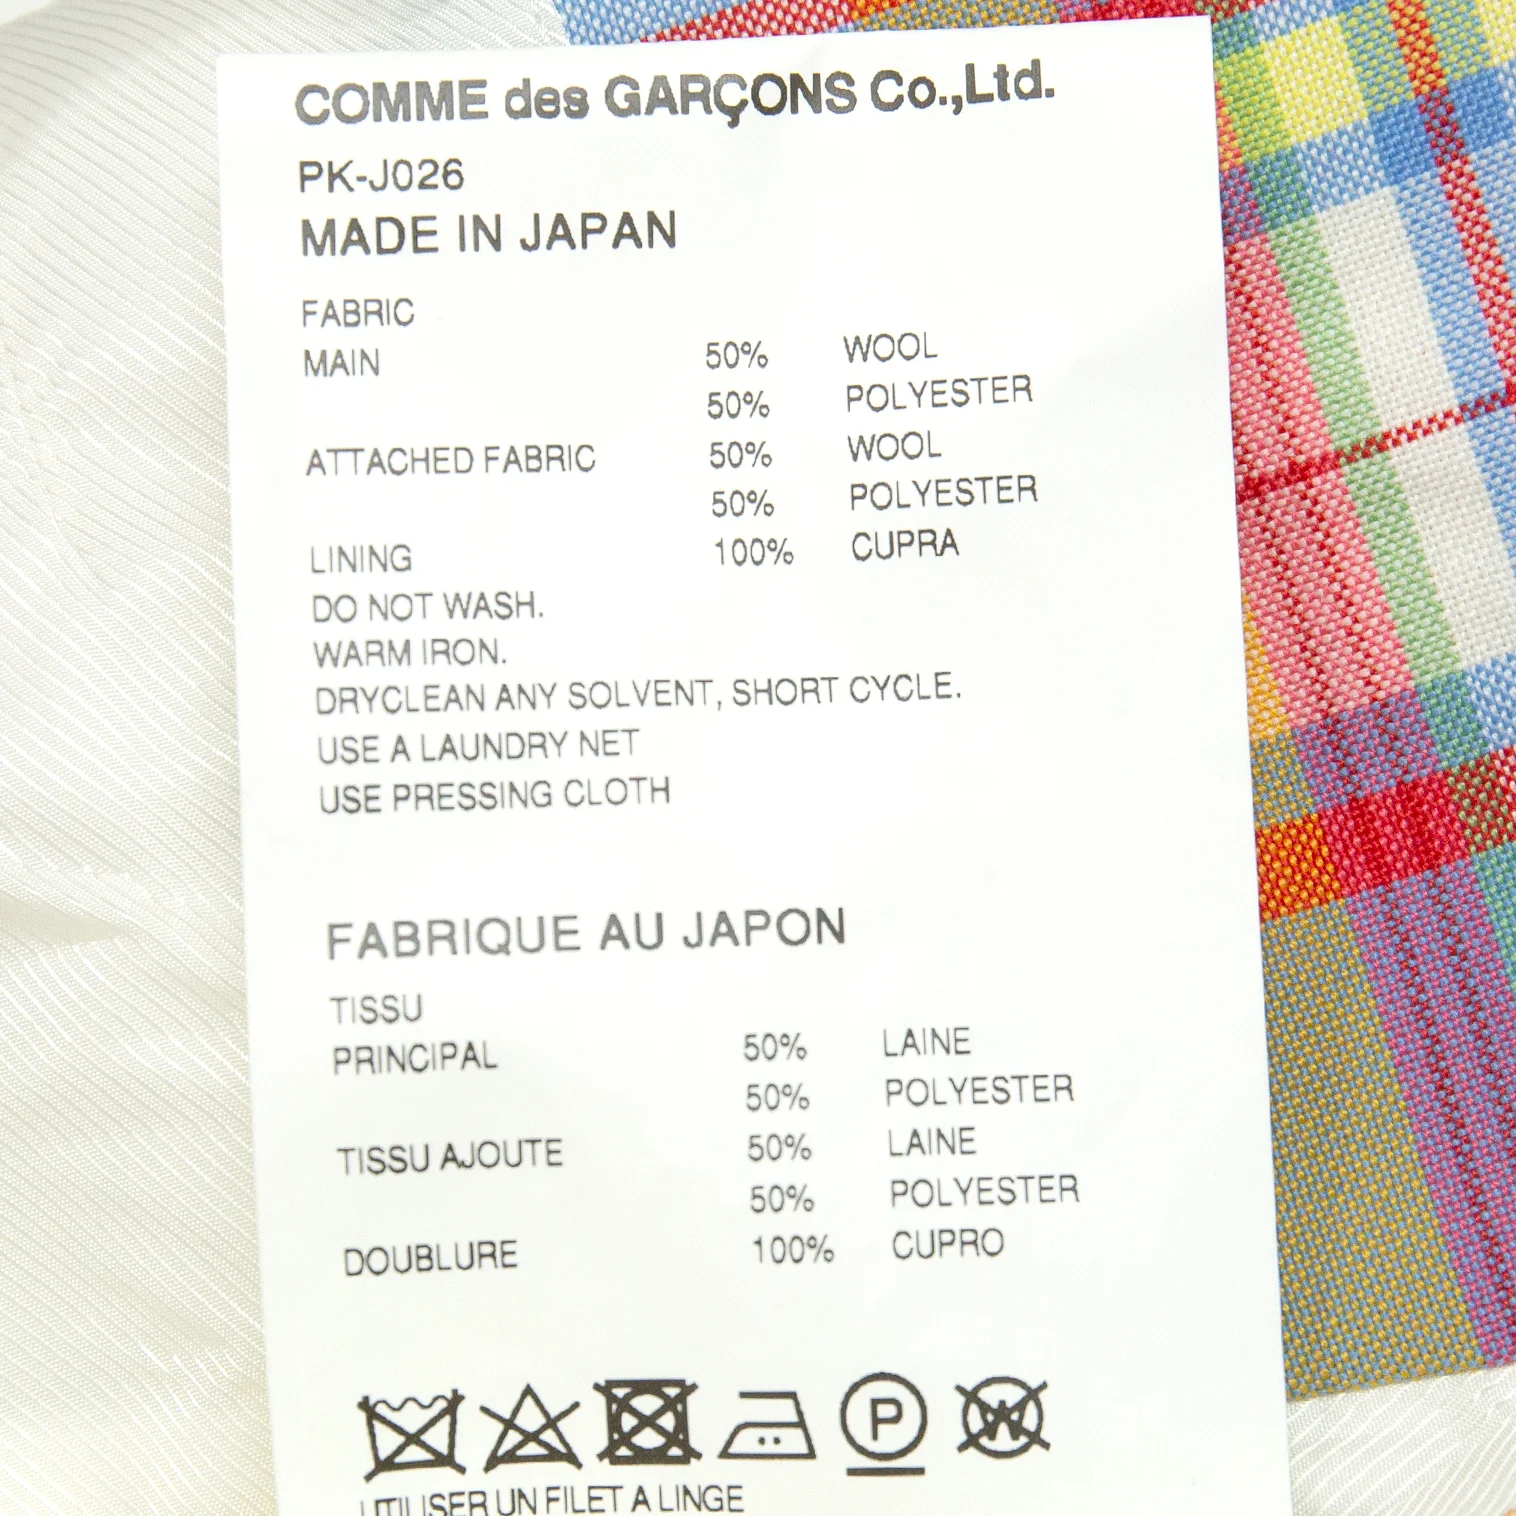 COMME des GARÇONS Co.,Ltd.
PK-J026
MADE IN JAPAN
FABRIC
MAIN 50% WOOL
50% POLYESTER
ATTACHED FABRIC 50% WOOL
50% POLYESTER
LINING 100% CUPRA
DO NOT WASH.
WARM IRON.
DRYCLEAN ANY SOLVENT, SHORT CYCLE.
USE A LAUNDRY NET
USE PRESSING CLOTH
FABRIQUE AU JAPON
TISSU
PRINCIPAL 50% LAINE
50% POLYESTER
TISSU AJOUTE 50% LAINE
50% POLYESTER
DOUBLURE 100% CUPRO
P W
UTILISER UN FILET A LINGE